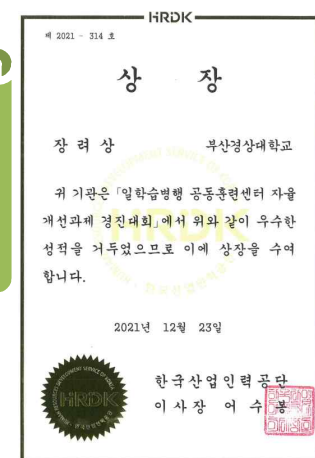 HRDK
제 2021 - 314 호
상 장
장 려 상 부산경상대학교
귀 기관은 「일학습병행 공동훈련센터 자율
개선과제 경진대회」에서 위와 같이 우수한
성적을 거두었으므로 이에 상장을 수여
합니다.
2021년 12월 23일
HRDK
한국산업인력공단
이사장 어수봉